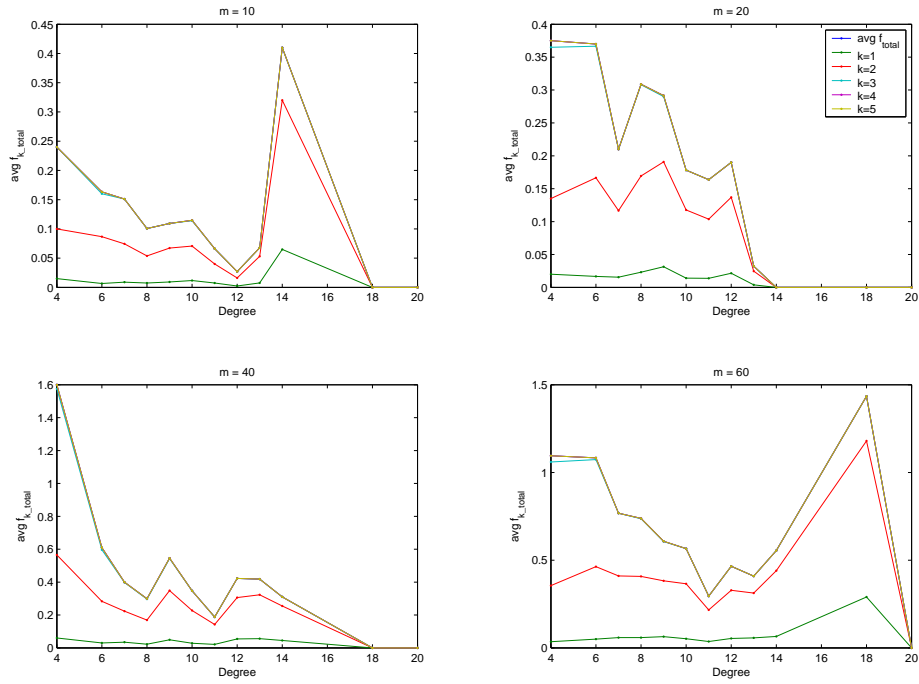 m = 10
0.45
0.4
0.35
0.3
0.25
0.2
0.15
0.1
0.05
0
avg f_{k_total}
4 6 8 10 12 14 16 18 20
Degree
m = 20
0.4
0.35
0.3
0.25
0.2
0.15
0.1
0.05
0
avg f_{k_total}
4 6 8 10 12 14 16 18 20
Degree
avg f_{total}
k=1
k=2
k=3
k=4
k=5
m = 40
1.6
1.4
1.2
1
0.8
0.6
0.4
0.2
0
avg f_{k_total}
4 6 8 10 12 14 16 18 20
Degree
m = 60
1.5
1
0.5
0
avg f_{k_total}
4 6 8 10 12 14 16 18 20
Degree